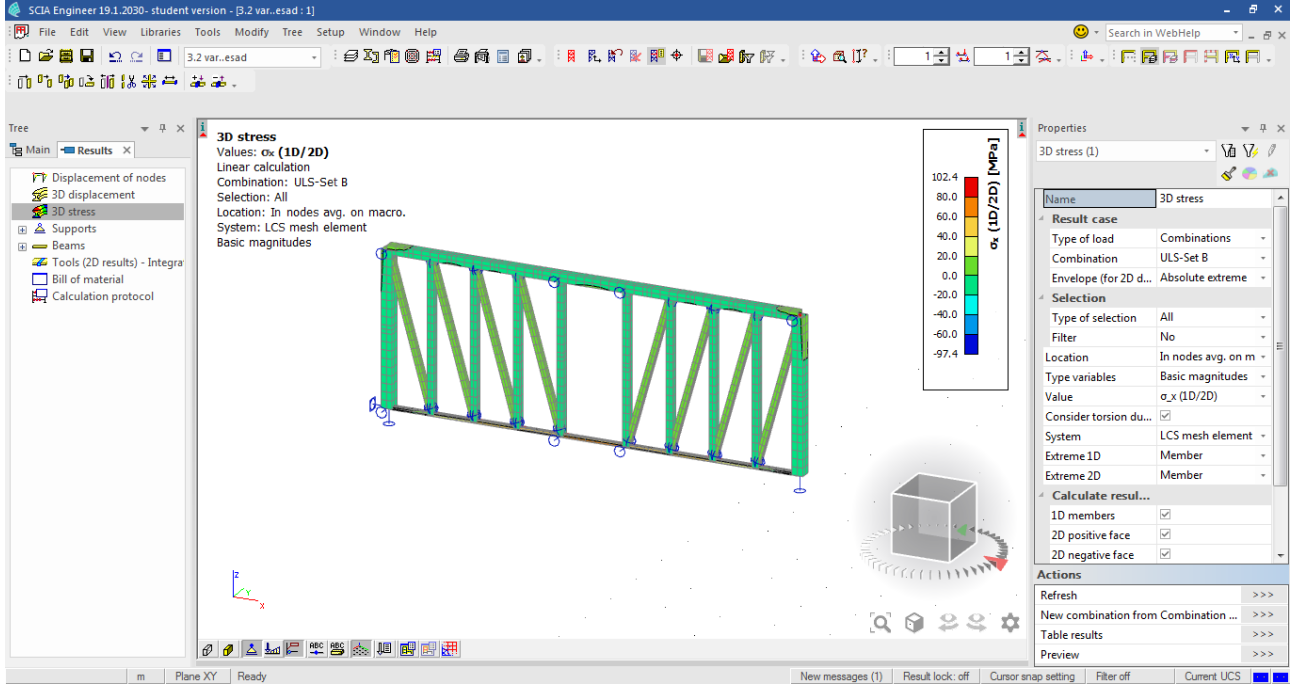 SCIA Engineer 19.1.2030- student version - [3.2 var..esad : 1]
File Edit View Libraries Tools Modify Tree Setup Window Help
Search in WebHelp
3.2 var..esad
1
1
Tree
Main
Results
Displacement of nodes
3D displacement
3D stress
Supports
Beams
Tools (2D results) - Integra
Bill of material
Calculation protocol
3D stress
Values: σx (1D/2D)
Linear calculation
Combination: ULS-Set B
Selection: All
Location: In nodes avg. on macro.
System: LCS mesh element
Basic magnitudes
σx (1D/2D) [MPa]
102.4
80.0
60.0
40.0
20.0
0.0
-20.0
-40.0
-60.0
-97.4
z
Y
x
ABC
ABC
Properties
3D stress (1)
Name 3D stress
Result case
Type of load Combinations
Combination ULS-Set B
Envelope (for 2D d... Absolute extreme
Selection
Type of selection All
Filter No
Location In nodes avg. on m
Type variables Basic magnitudes
Value σ_x (1D/2D)
Consider torsion du...
System LCS mesh element
Extreme 1D Member
Extreme 2D Member
Calculate resul...
1D members
2D positive face
2D negative face
Actions
Refresh >>>
New combination from Combination ... >>>
Table results >>>
Preview >>>
m Plane XY Ready New messages (1) Result lock: off Cursor snap setting Filter off Current UCS